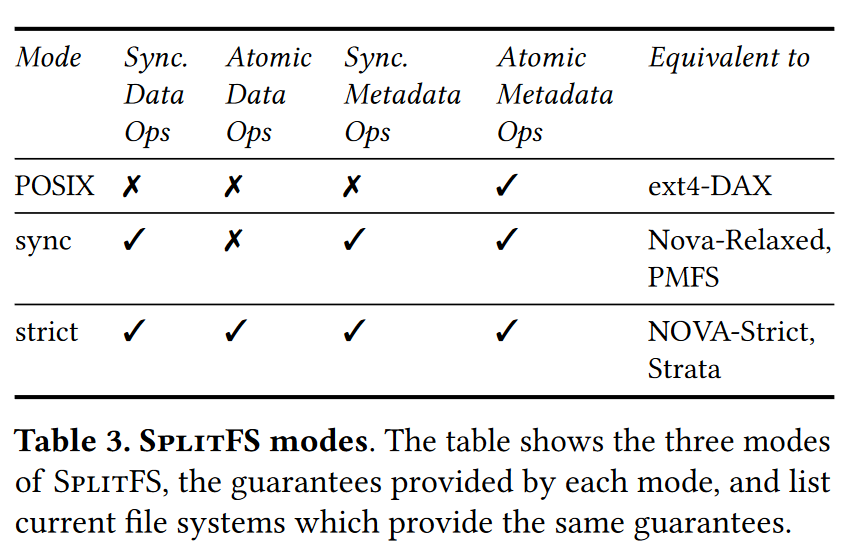 Mode Sync. Data Ops Atomic Data Ops Sync. Metadata Ops Atomic Metadata Ops Equivalent to
POSIX ✗ ✗ ✗ ✓ ext4-DAX
sync ✓ ✗ ✓ ✓ Nova-Relaxed, PMFS
strict ✓ ✓ ✓ ✓ NOVA-Strict, Strata
Table 3. SplitFS modes. The table shows the three modes
of SplitFS, the guarantees provided by each mode, and list
current file systems which provide the same guarantees.